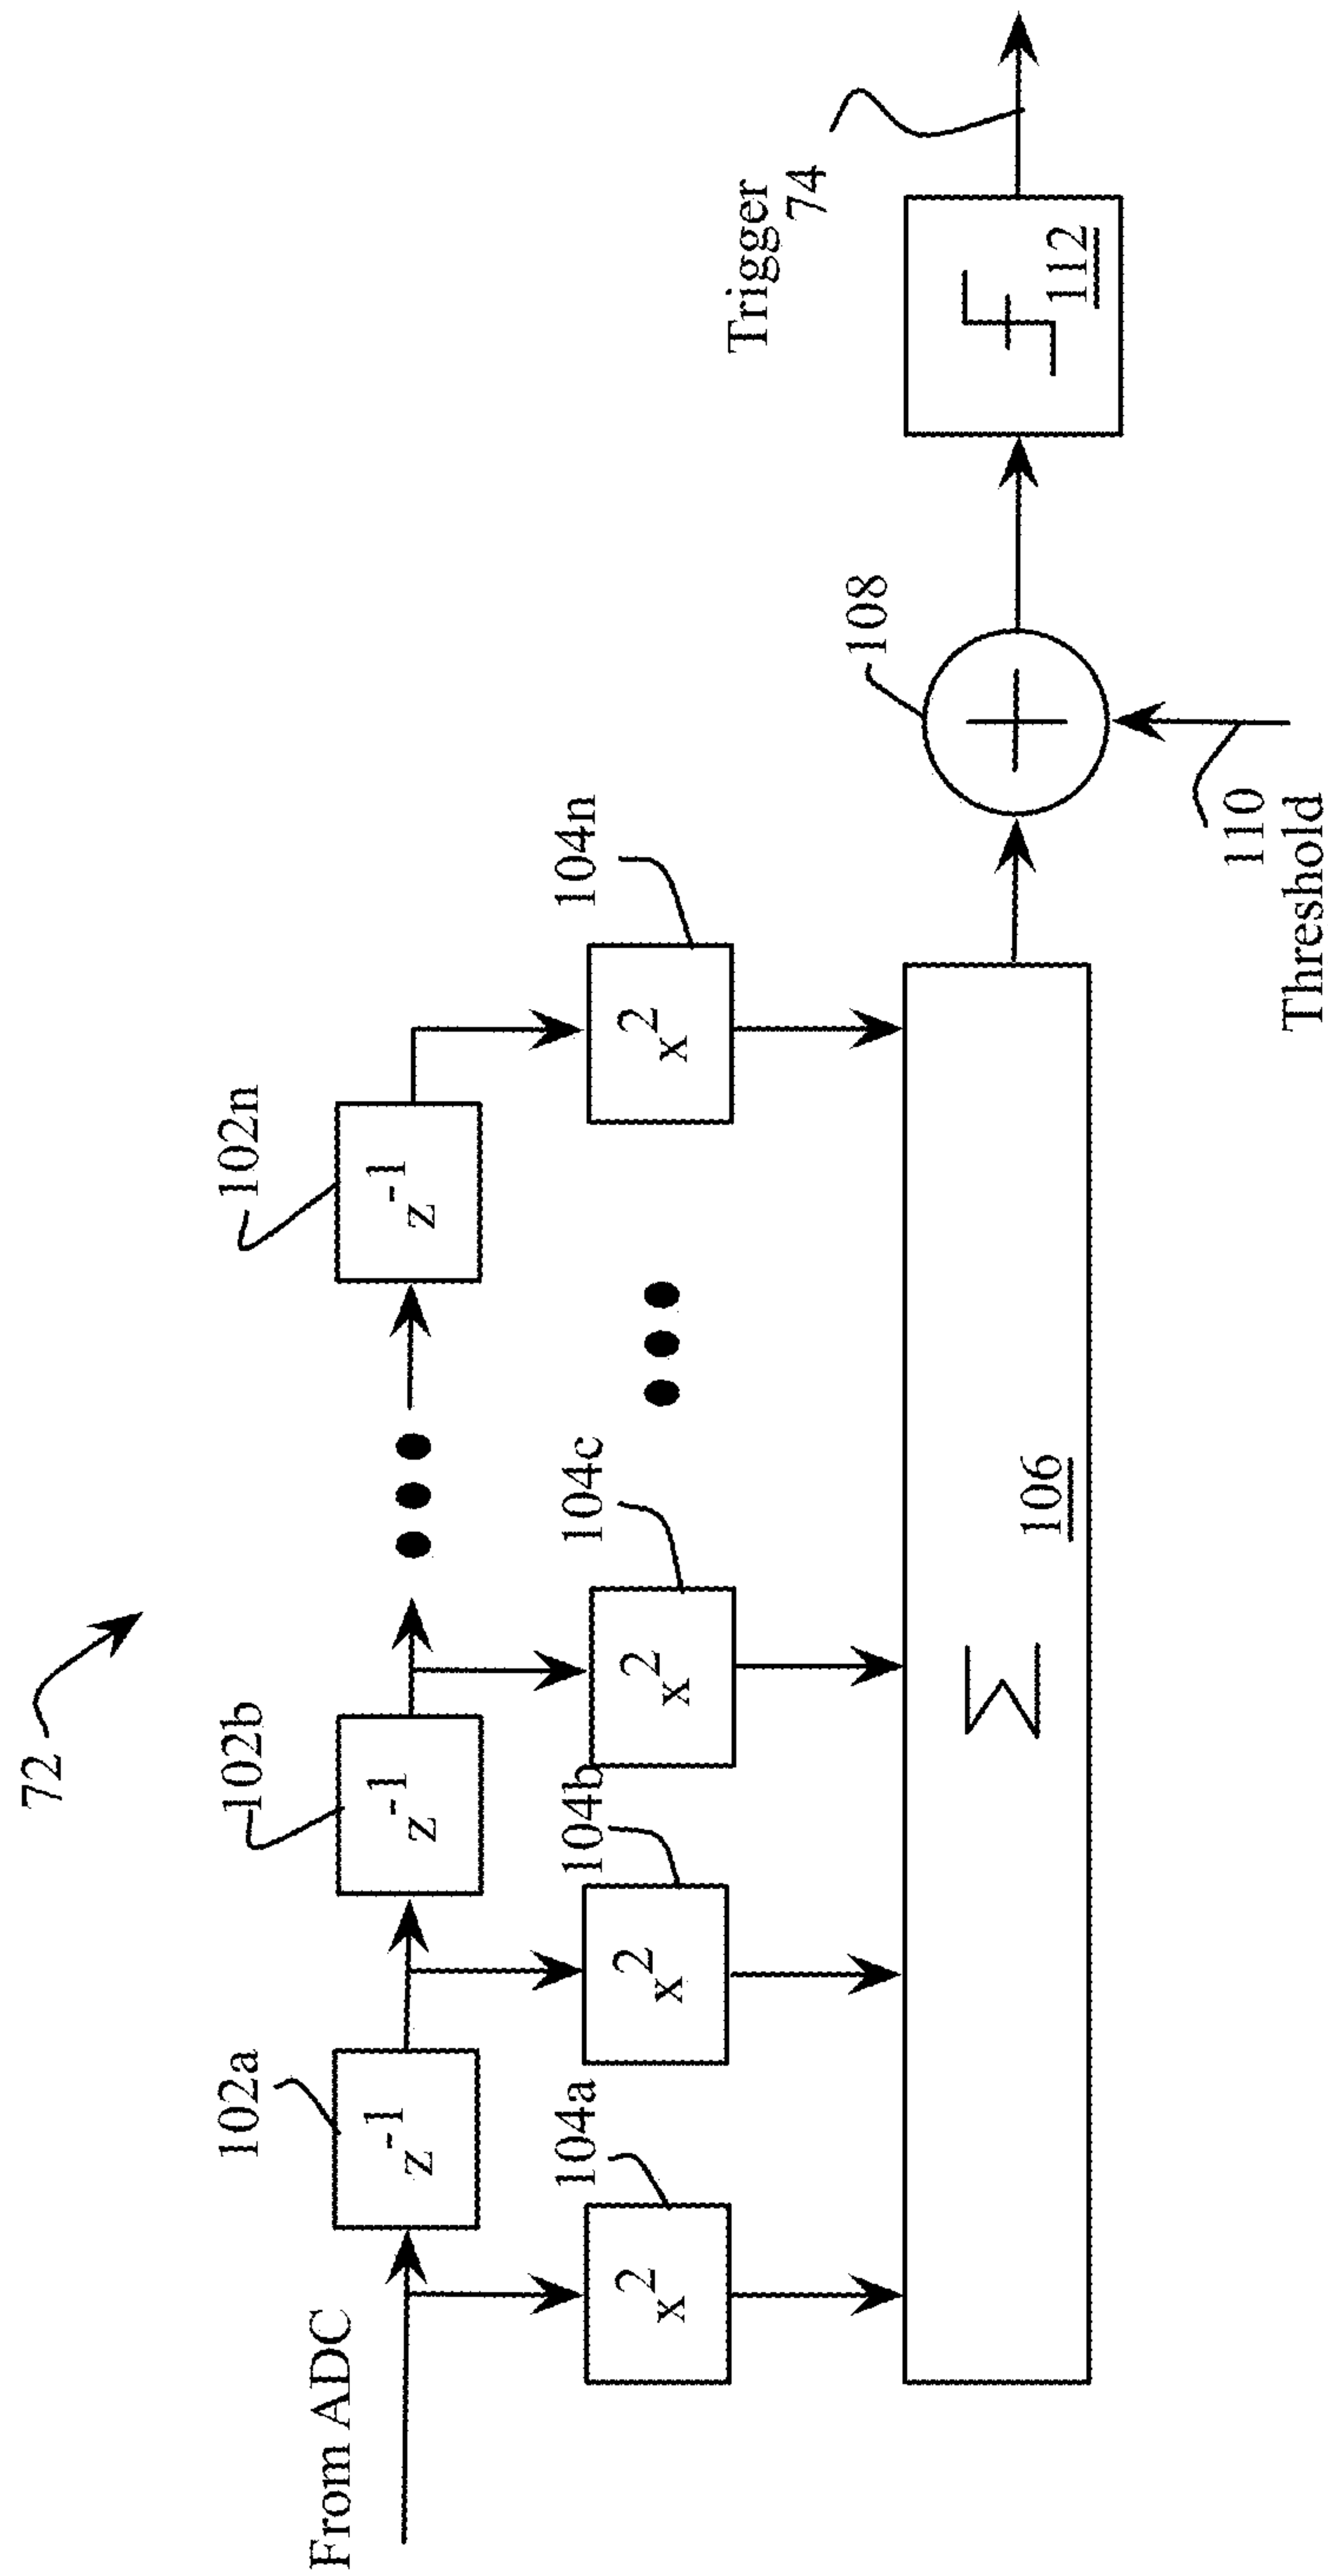 72
102a
102b
102n
From ADC
z-1
z-1
z-1
104a
104b
104c
104n
x2
x2
x2
x2
Trigger
74
108
Σ
106
+
112
110
Threshold